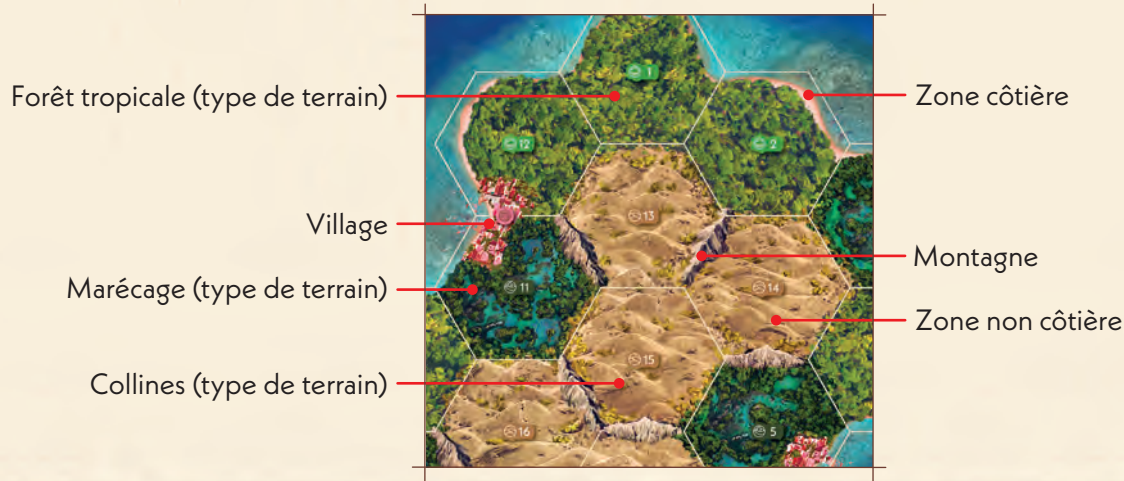 Forêt tropicale (type de terrain)
Zone côtière
Village
Montagne
Marécage (type de terrain)
Zone non côtière
Collines (type de terrain)
1
12
2
13
11
14
15
16
5